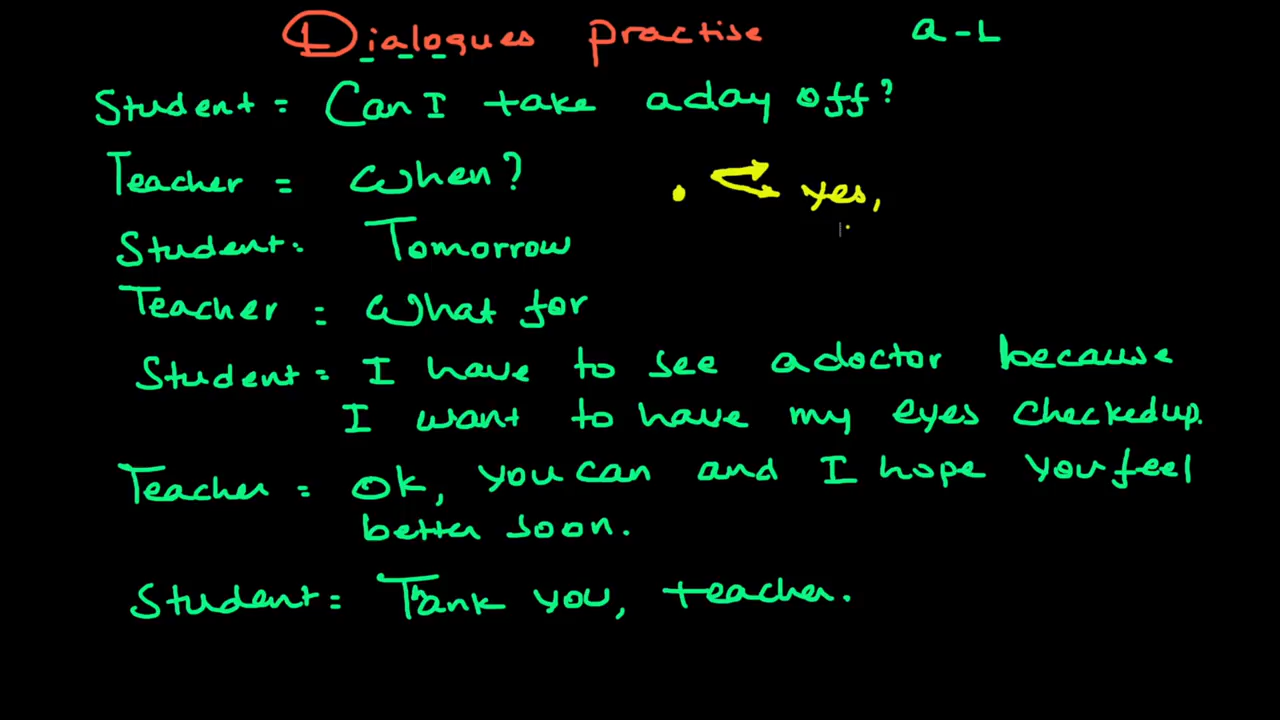 Dialogues practise a-L
Student = Can I take a day off?
Teacher = When?
yes,
Student: Tomorrow
Teacher : What for
Student = I have to see a doctor because
I want to have my eyes checked up.
Teacher = Ok, you can and I hope you feel
better soon.
Student = Thank you, teacher.